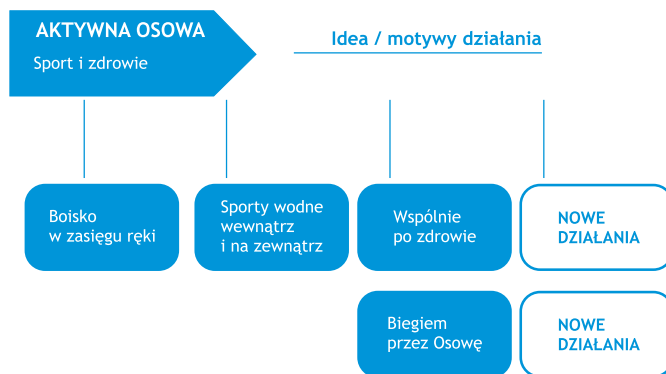 AKTYWNA OSOWA
Sport i zdrowie
Idea / motywy działania
Boisko
w zasięgu ręki
Sporty wodne
wewnątrz
i na zewnątrz
Wspólnie
po zdrowie
NOWE
DZIAŁANIA
Biegiem
przez Osowę
NOWE
DZIAŁANIA